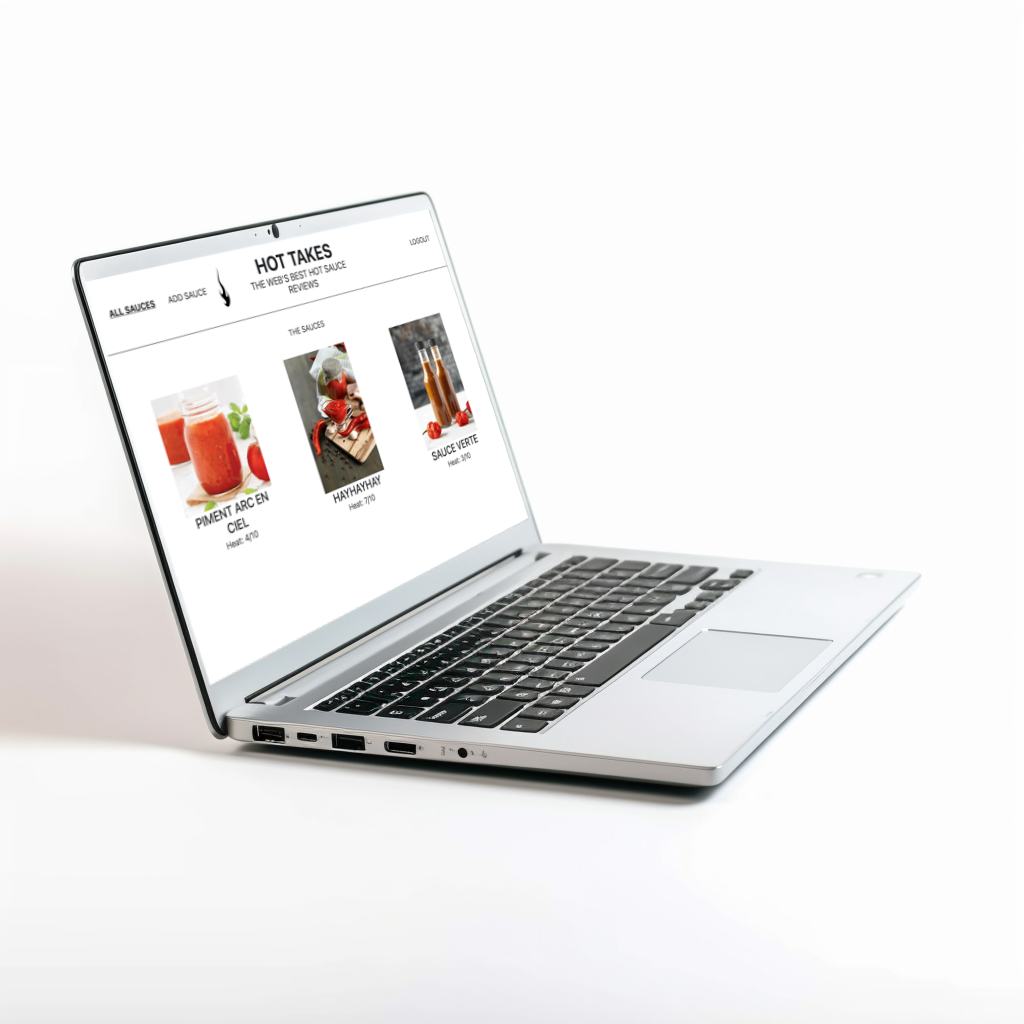 HOT TAKES
THE WEB'S BEST HOT SAUCE
REVIEWS
LOGOUT
ALL SAUCES
ADD SAUCE
THE SAUCES
PIMENT ARC EN
CIEL
Heat: 4/10
HAYHAYHAY
Heat: 7/10
SAUCE VERTE
Heat: 3/10